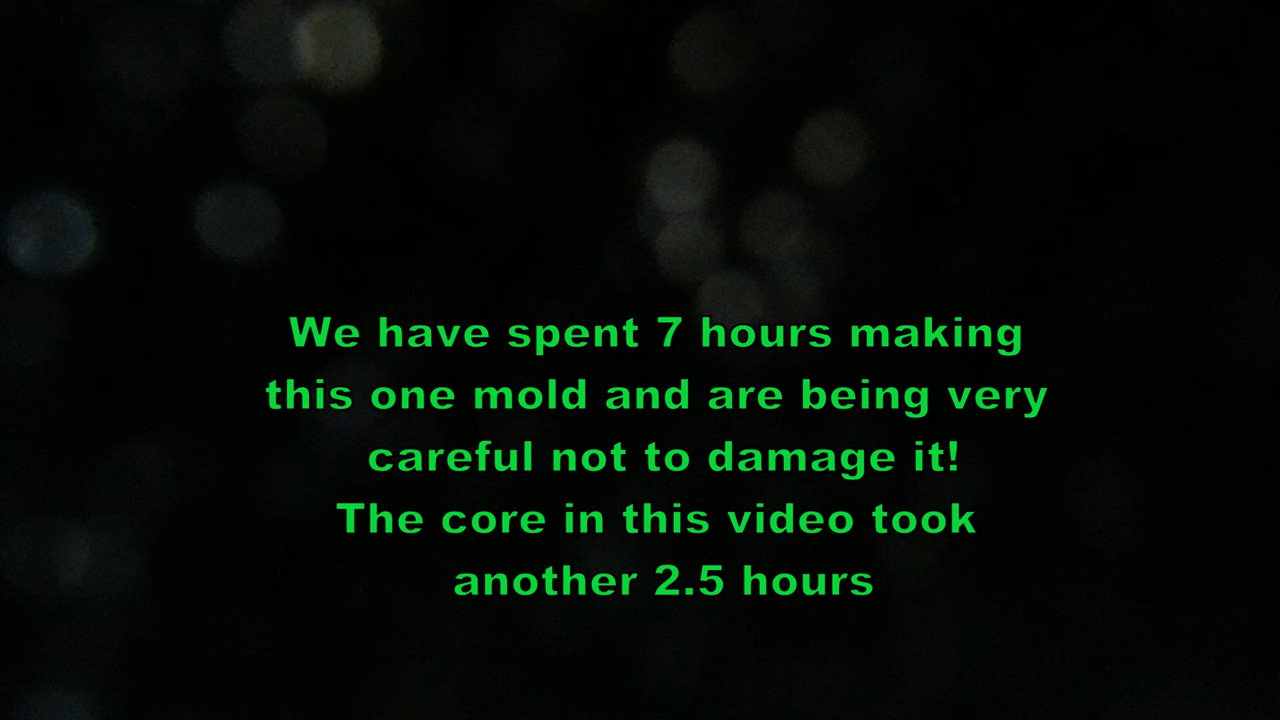 We have spent 7 hours making
this one mold and are being very
careful not to damage it!
The core in this video took
another 2.5 hours